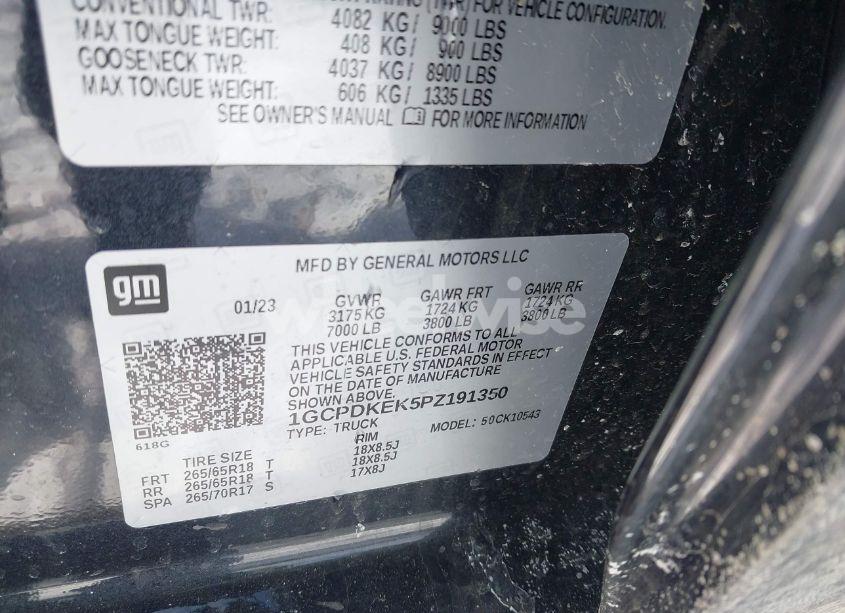 RATING (TWR) FOR VEHICLE CONFIGURATION.
CONVENTIONAL TWR: 4082 KG/ 9000 LBS
MAX TONGUE WEIGHT: 408 KG/ 900 LBS
GOOSENECK TWR: 4037 KG/ 8900 LBS
MAX TONGUE WEIGHT: 606 KG/ 1335 LBS
SEE OWNER'S MANUAL FOR MORE INFORMATION
gm
MFD BY GENERAL MOTORS LLC
01/23 GVWR GAWR FRT GAWR RR
3175 KG 1724 KG 1724 KG
7000 LB 3800 LB 3800 LB
THIS VEHICLE CONFORMS TO ALL
APPLICABLE U.S. FEDERAL MOTOR
VEHICLE SAFETY STANDARDS IN EFFECT
ON THE DATE OF MANUFACTURE
SHOWN ABOVE.
1GCPDKEK5PZ191350
TYPE: TRUCK MODEL: 50CK10543
618G
TIRE SIZE RIM
FRT 265/65R18 T 18X8.5J
RR 265/65R18 T 18X8.5J
SPA 265/70R17 S 17X8J